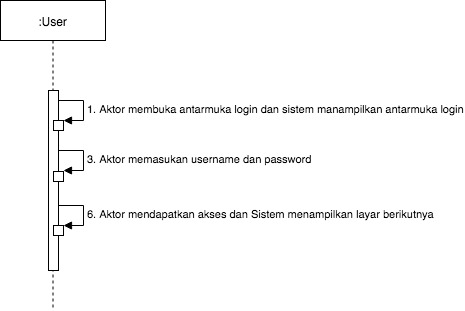 :User
1. Aktor membuka antarmuka login dan sistem manampilkan antarmuka login
3. Aktor memasukan username dan password
6. Aktor mendapatkan akses dan Sistem menampilkan layar berikutnya